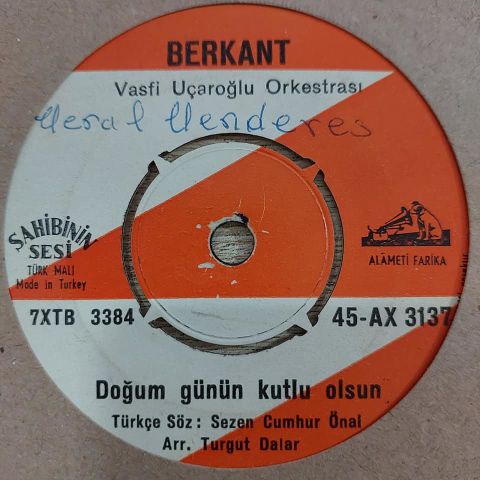 BERKANT
Vasfi Uçaroğlu Orkestrası
Meral Menderes
SAHİBİNİN
SESİ
TÜRK MALI
Made in Turkey
ALÂMETİ FARİKA
7XTB 3384
45-AX 3137
Doğum günün kutlu olsun
Türkçe Söz: Sezen Cumhur Önal
Arr. Turgut Dalar